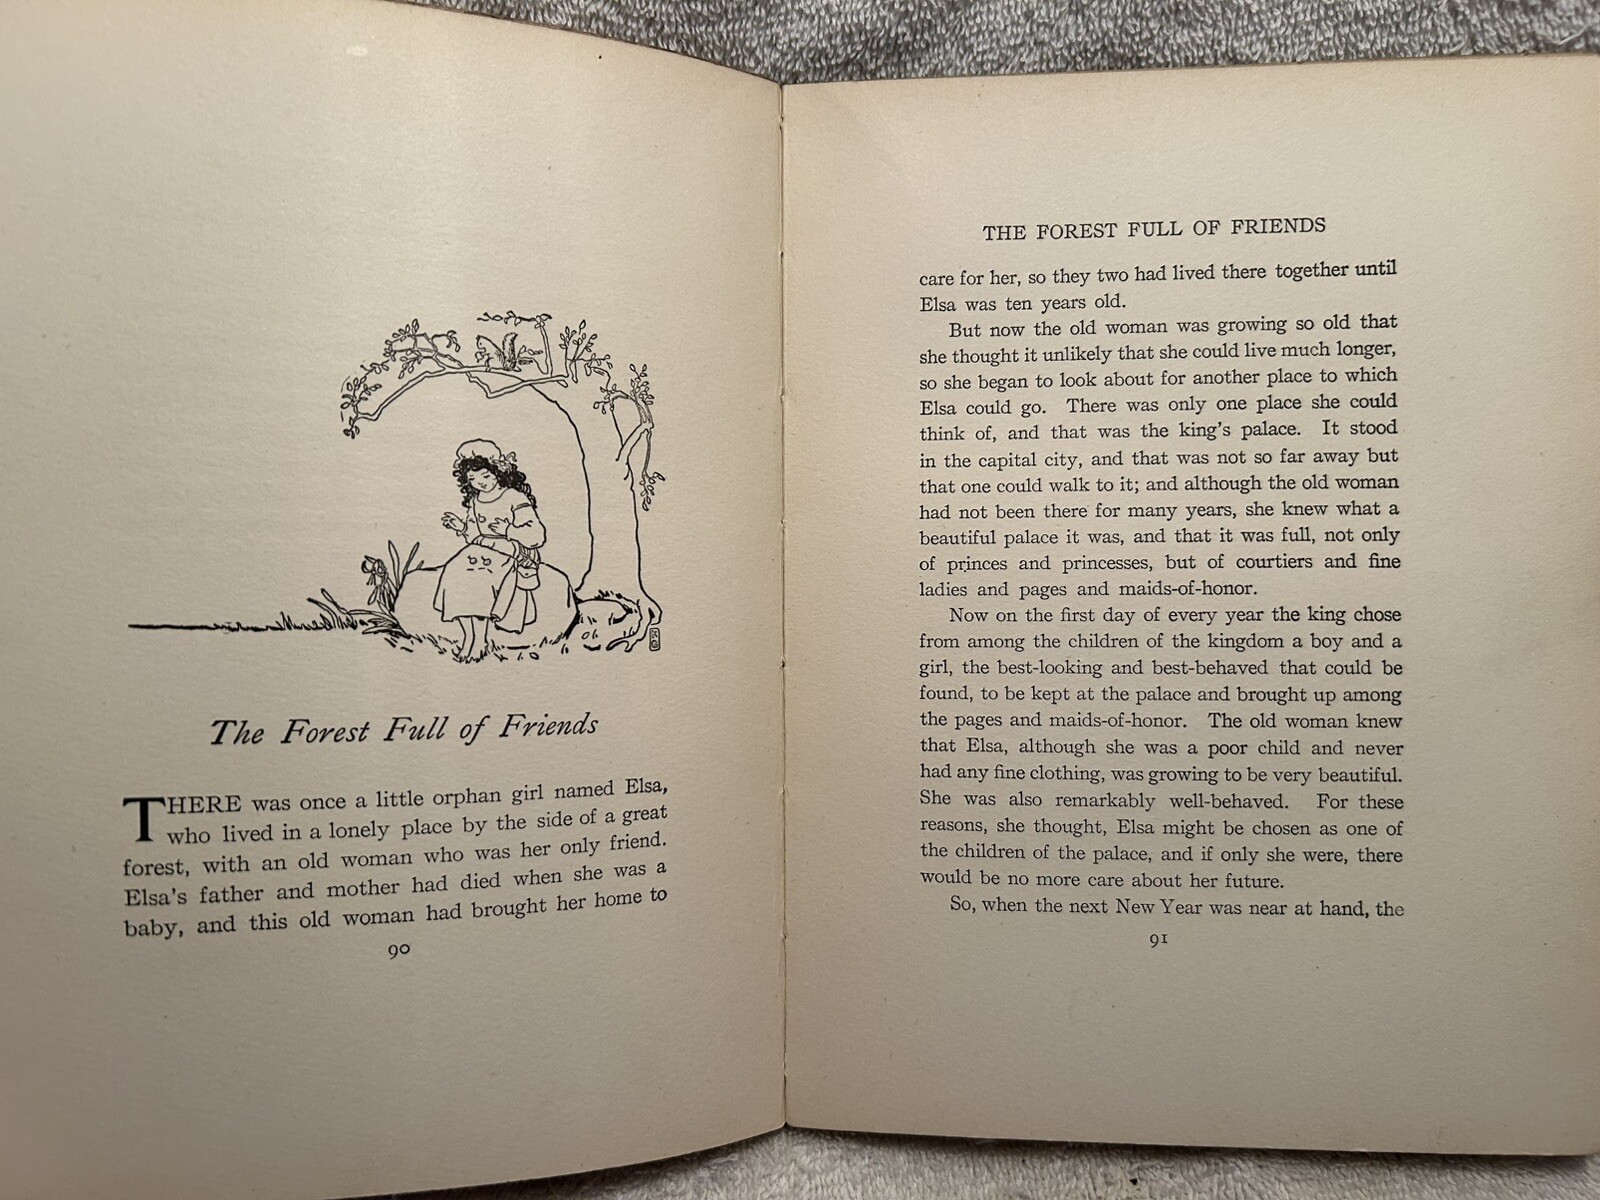 The Forest Full of Friends
THERE was once a little orphan girl named Elsa,
who lived in a lonely place by the side of a great
forest, with an old woman who was her only friend.
Elsa's father and mother had died when she was a
baby, and this old woman had brought her home to
90
THE FOREST FULL OF FRIENDS
care for her, so they two had lived there together until
Elsa was ten years old.
But now the old woman was growing so old that
she thought it unlikely that she could live much longer,
so she began to look about for another place to which
Elsa could go. There was only one place she could
think of, and that was the king's palace. It stood
in the capital city, and that was not so far away but
that one could walk to it; and although the old woman
had not been there for many years, she knew what a
beautiful palace it was, and that it was full, not only
of princes and princesses, but of courtiers and fine
ladies and pages and maids-of-honor.
Now on the first day of every year the king chose
from among the children of the kingdom a boy and a
girl, the best-looking and best-behaved that could be
found, to be kept at the palace and brought up among
the pages and maids-of-honor. The old woman knew
that Elsa, although she was a poor child and never
had any fine clothing, was growing to be very beautiful.
She was also remarkably well-behaved. For these
reasons, she thought, Elsa might be chosen as one of
the children of the palace, and if only she were, there
would be no more care about her future.
So, when the next New Year was near at hand, the
91